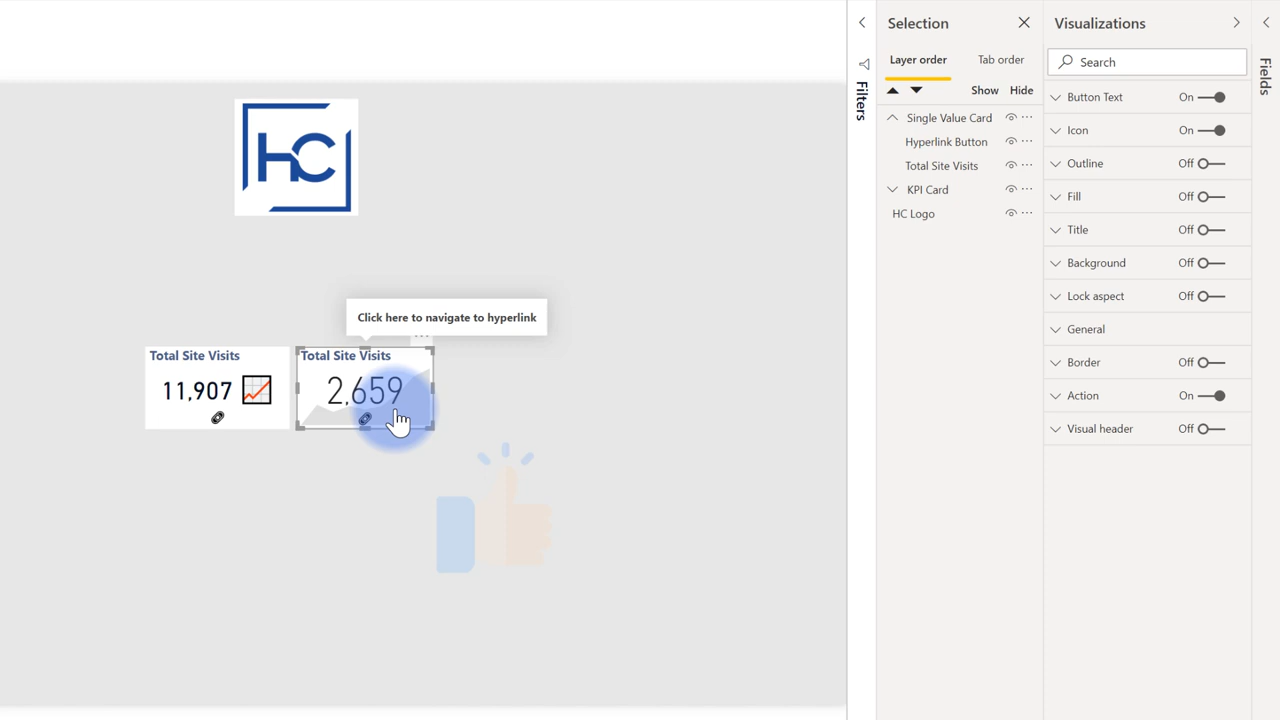 HC
Click here to navigate to hyperlink
Total Site Visits
11,907
Total Site Visits
2,659
Filters
Selection
Layer order
Tab order
Show
Hide
Single Value Card
Hyperlink Button
Total Site Visits
KPI Card
HC Logo
Visualizations
Search
Button Text On
Icon On
Outline Off
Fill Off
Title Off
Background Off
Lock aspect Off
General
Border Off
Action On
Visual header Off
Fields